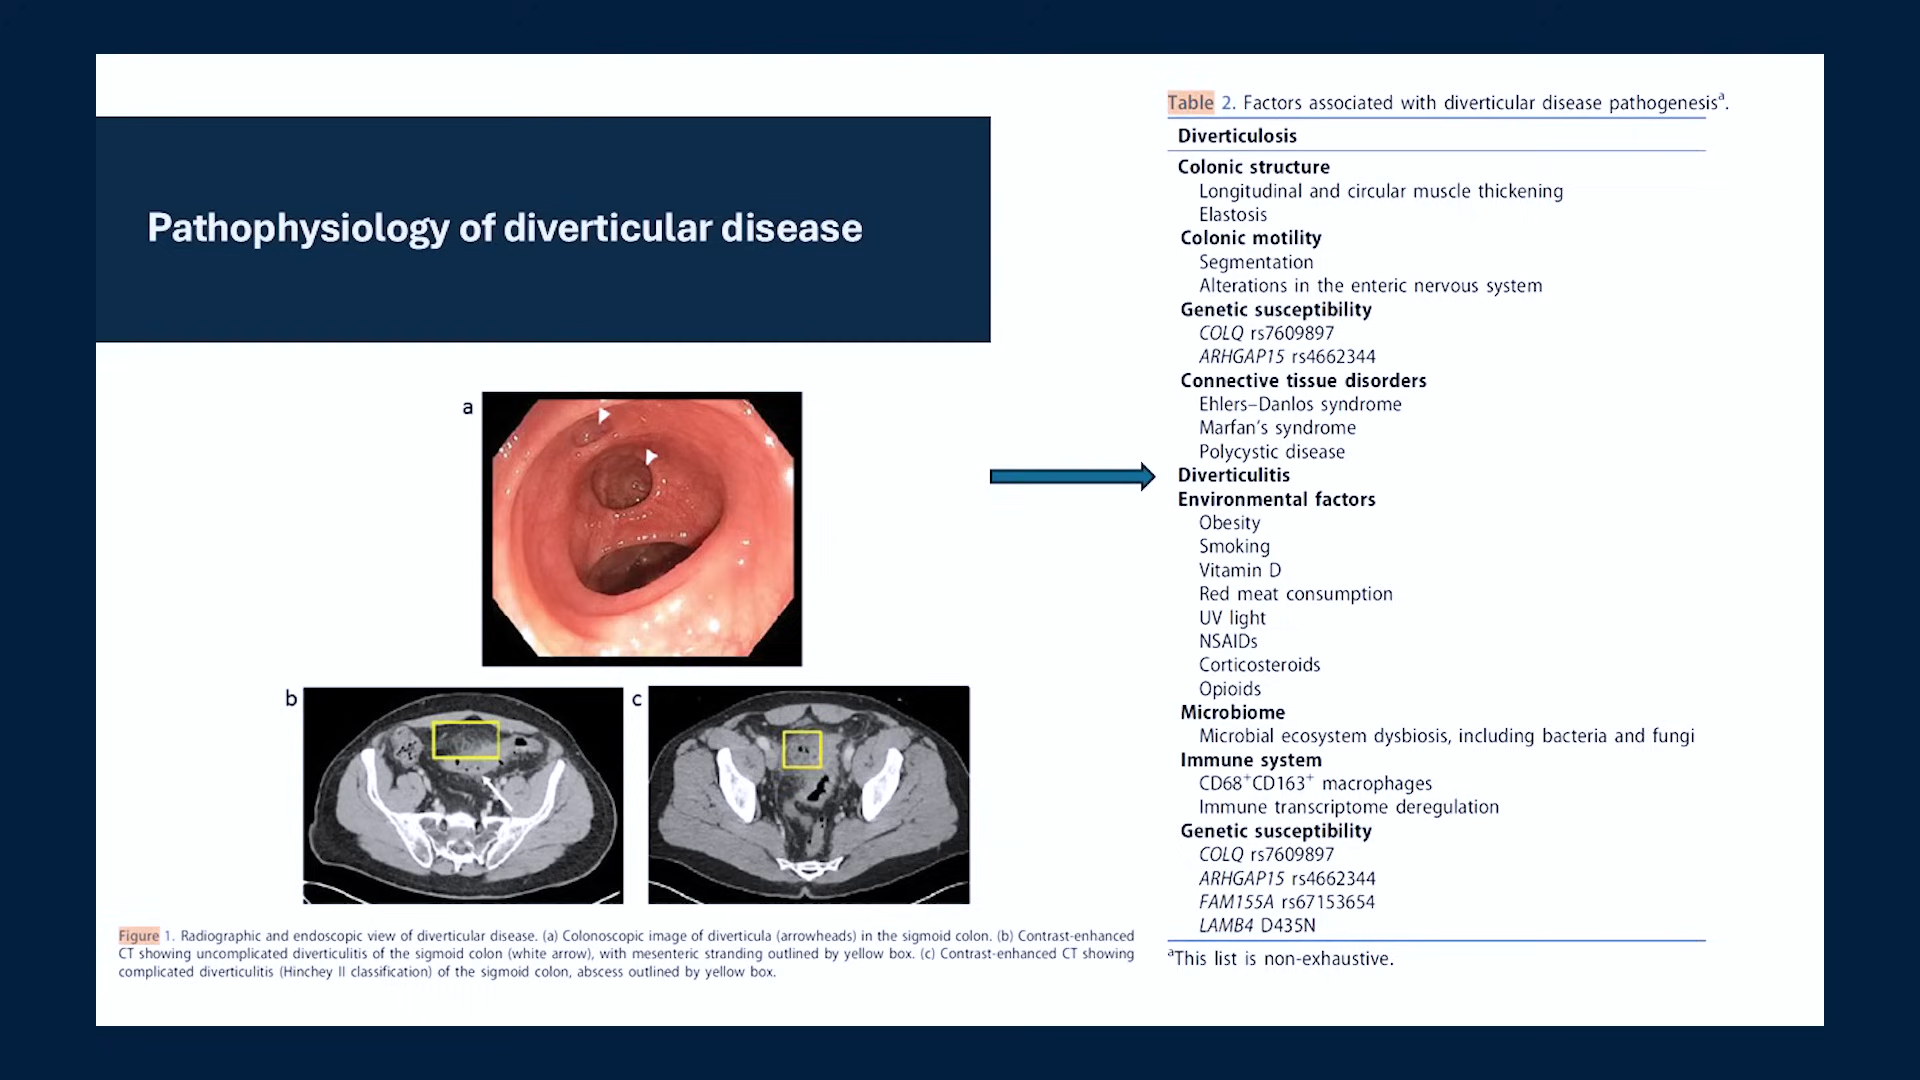 Pathophysiology of diverticular disease
a
b
c
Figure 1. Radiographic and endoscopic view of diverticular disease. (a) Colonoscopic image of diverticula (arrowheads) in the sigmoid colon. (b) Contrast-enhanced
CT showing uncomplicated diverticulitis of the sigmoid colon (white arrow), with mesenteric stranding outlined by yellow box. (c) Contrast-enhanced CT showing
complicated diverticulitis (Hinchey II classification) of the sigmoid colon, abscess outlined by yellow box.
Table 2. Factors associated with diverticular disease pathogenesisᵃ.
Diverticulosis
Colonic structure
Longitudinal and circular muscle thickening
Elastosis
Colonic motility
Segmentation
Alterations in the enteric nervous system
Genetic susceptibility
COLQ rs7609897
ARHGAP15 rs4662344
Connective tissue disorders
Ehlers–Danlos syndrome
Marfan's syndrome
Polycystic disease
Diverticulitis
Environmental factors
Obesity
Smoking
Vitamin D
Red meat consumption
UV light
NSAIDs
Corticosteroids
Opioids
Microbiome
Microbial ecosystem dysbiosis, including bacteria and fungi
Immune system
CD68⁺CD163⁺ macrophages
Immune transcriptome deregulation
Genetic susceptibility
COLQ rs7609897
ARHGAP15 rs4662344
FAM155A rs67153654
LAMB4 D435N
ᵃThis list is non-exhaustive.